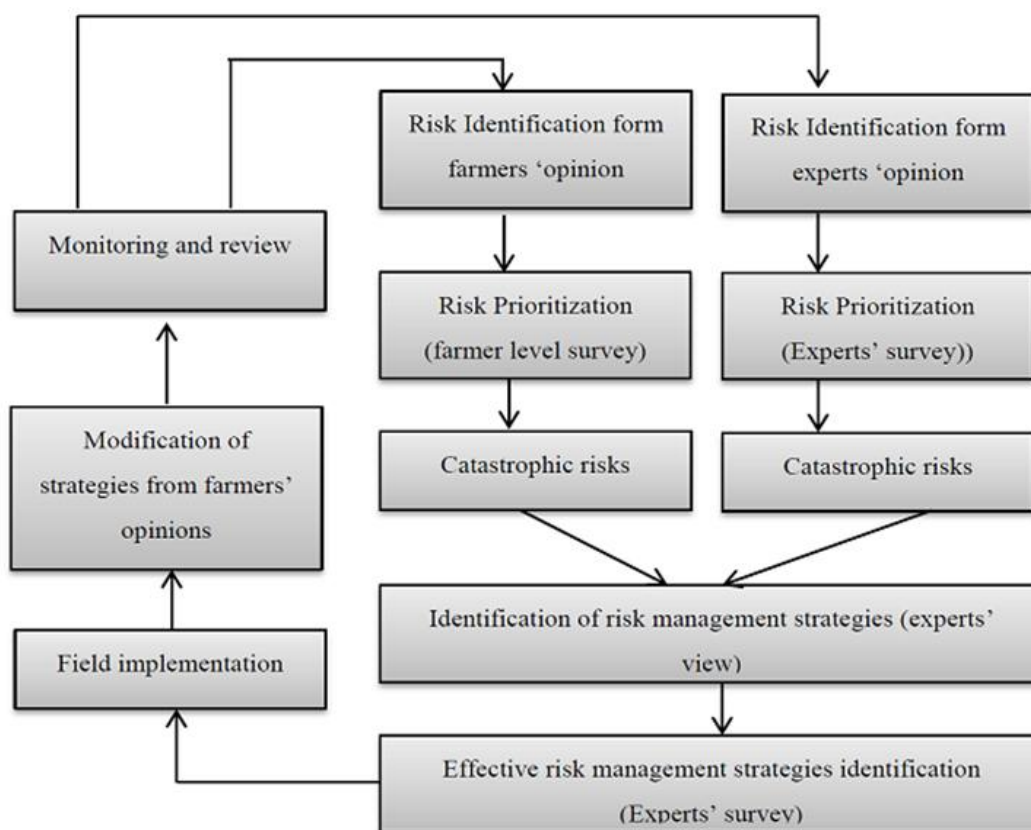 Risk Identification form
farmers ‘opinion
Risk Identification form
experts ‘opinion
Monitoring and review
Risk Prioritization
(farmer level survey)
Risk Prioritization
(Experts’ survey))
Modification of
strategies from farmers’
opinions
Catastrophic risks
Catastrophic risks
Identification of risk management strategies (experts’
view)
Field implementation
Effective risk management strategies identification
(Experts’ survey)